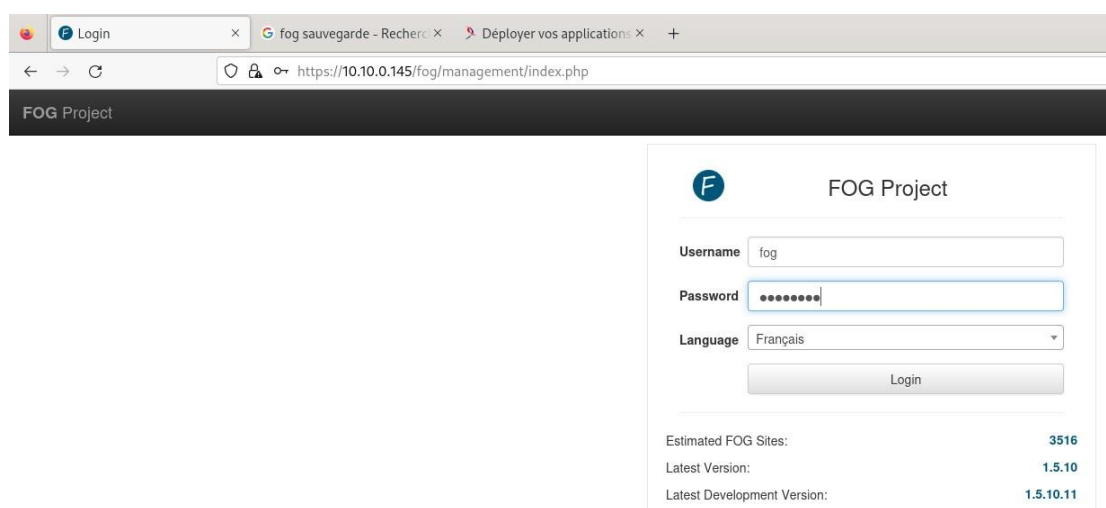 Login × fog sauvegarde - Recherc × Déployer vos applications × +
https://10.10.0.145/fog/management/index.php
FOG Project
FOG Project
Username fog
Password ●●●●●●●●
Language Français
Login
Estimated FOG Sites: 3516
Latest Version: 1.5.10
Latest Development Version: 1.5.10.11